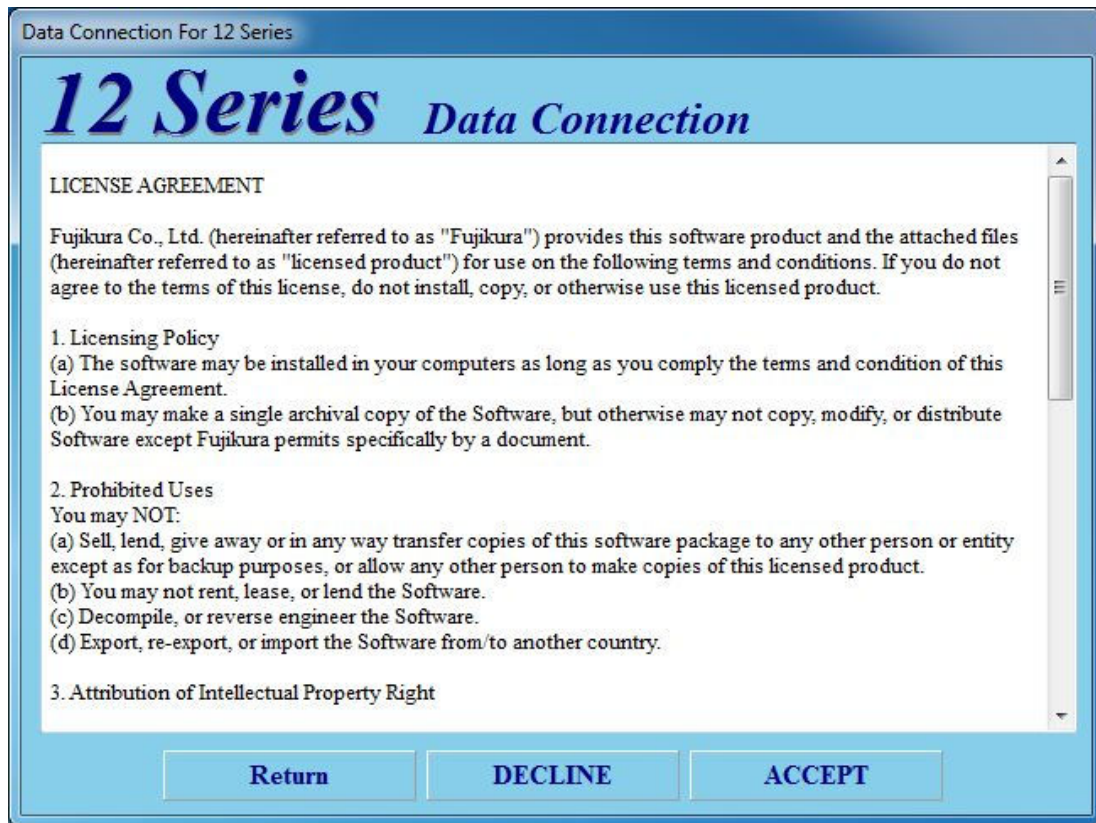 Data Connection For 12 Series
12 Series Data Connection
LICENSE AGREEMENT
Fujikura Co., Ltd. (hereinafter referred to as "Fujikura") provides this software product and the attached files
(hereinafter referred to as "licensed product") for use on the following terms and conditions. If you do not
agree to the terms of this license, do not install, copy, or otherwise use this licensed product.
1. Licensing Policy
(a) The software may be installed in your computers as long as you comply the terms and condition of this
License Agreement.
(b) You may make a single archival copy of the Software, but otherwise may not copy, modify, or distribute
Software except Fujikura permits specifically by a document.
2. Prohibited Uses
You may NOT:
(a) Sell, lend, give away or in any way transfer copies of this software package to any other person or entity
except as for backup purposes, or allow any other person to make copies of this licensed product.
(b) You may not rent, lease, or lend the Software.
(c) Decompile, or reverse engineer the Software.
(d) Export, re-export, or import the Software from/to another country.
3. Attribution of Intellectual Property Right
Return DECLINE ACCEPT